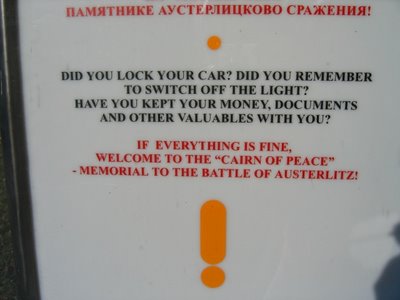 ПАМЯТНИКЕ АУСТЕРЛИЦКОВО СРАЖЕНИЯ!
DID YOU LOCK YOUR CAR? DID YOU REMEMBER
TO SWITCH OFF THE LIGHT?
HAVE YOU KEPT YOUR MONEY, DOCUMENTS
AND OTHER VALUABLES WITH YOU?
IF EVERYTHING IS FINE,
WELCOME TO THE “CAIRN OF PEACE”
- MEMORIAL TO THE BATTLE OF AUSTERLITZ!